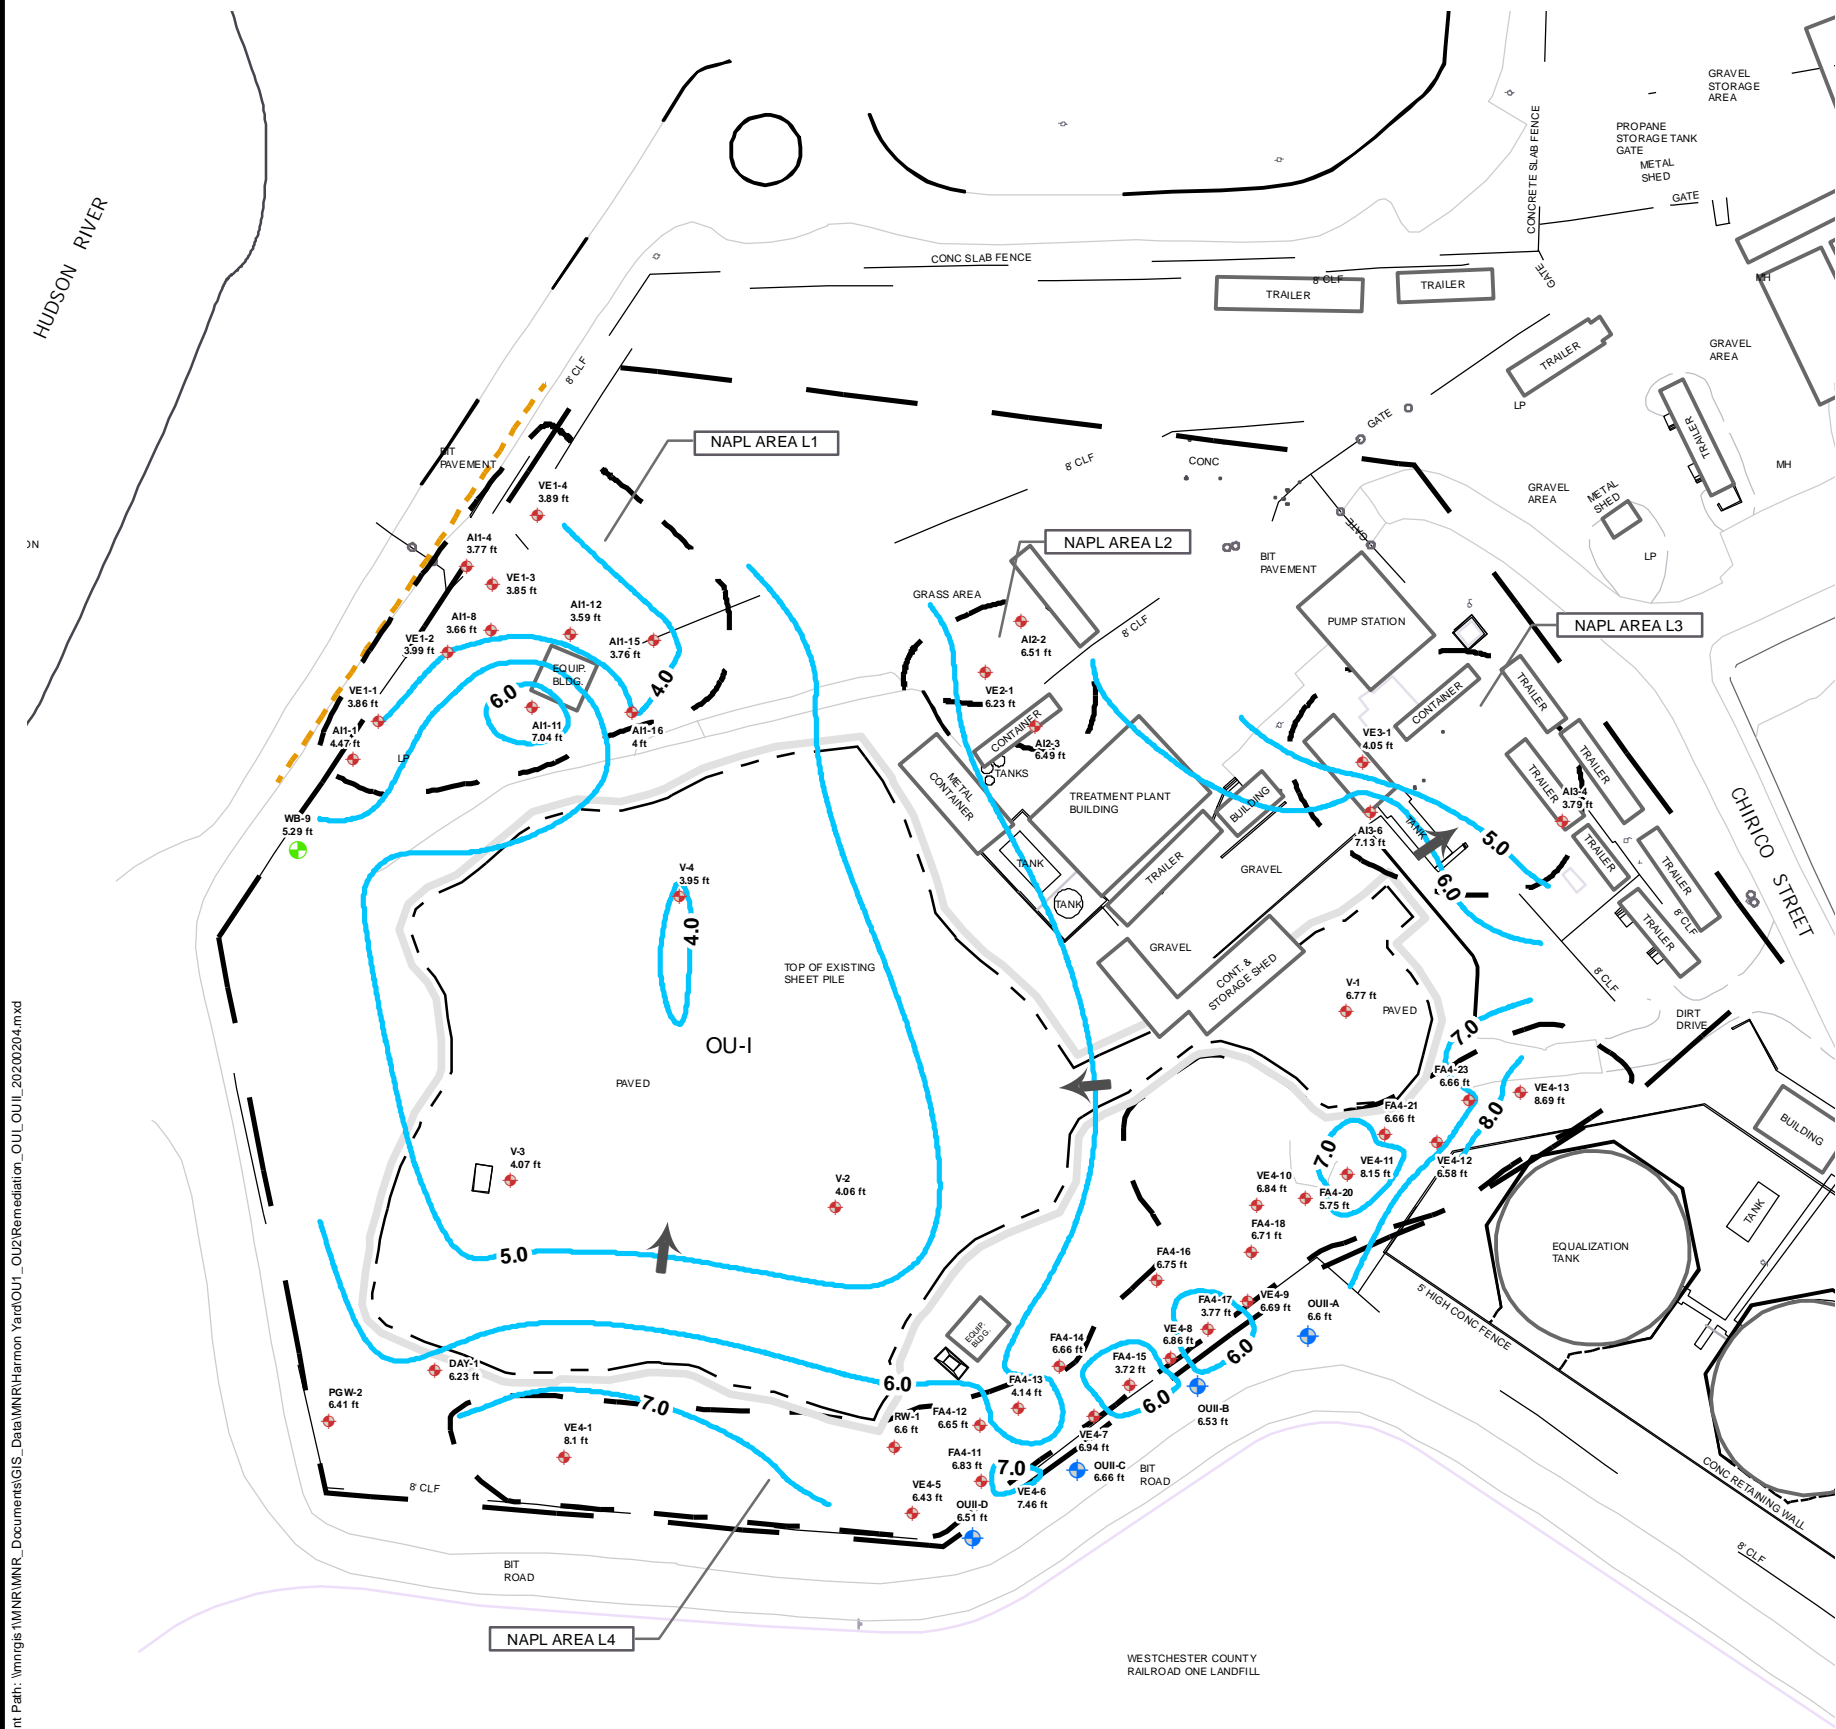 GRAVEL
STORAGE
AREA
PROPANE
STORAGE TANK
GATE
METAL
SHED
GATE
CONCRETE SLAB FENCE
HUDSON RIVER
CONC SLAB FENCE
8' CLF
TRAILER
TRAILER
GATE
MH
8' CLF
TRAILER
GRAVEL
AREA
LP
GATE
TRAILER
NAPL AREA L1
BIT
PAVEMENT
8' CLF
CONC
MH
GRAVEL
AREA
METAL
SHED
VE1-4
3.89 ft
GATE
NAPL AREA L2
BIT
PAVEMENT
LP
AI1-4
3.77 ft
VE1-3
3.85 ft
GRASS AREA
AI1-12
3.59 ft
AI1-8
3.66 ft
VE1-2
3.99 ft
AI1-15
3.76 ft
8' CLF
PUMP STATION
NAPL AREA L3
AI2-2
6.51 ft
EQUIP.
BLDG.
4.0
6.0
VE1-1
3.86 ft
VE2-1
6.23 ft
CONTAINER
TRAILER
AI1-1
4.47 ft
AI1-11
7.04 ft
AI1-16
4 ft
CONTAINER
AI2-3
6.49 ft
VE3-1
4.05 ft
LP
TANKS
METAL
CONTAINER
TREATMENT PLANT
BUILDING
BUILDING
TRAILER
TRAILER
AI3-4
3.79 ft
WB-9
5.29 ft
AI3-6
7.13 ft
TANK
5.0
CHIRICO STREET
TANK
TRAILER
GRAVEL
TRAILER
TRAILER
V-4
3.95 ft
6.0
TANK
4.0
8' CLF
TRAILER
GRAVEL
TOP OF EXISTING
SHEET PILE
CONT. &
STORAGE SHED
8' CLF
V-1
6.77 ft
PAVED
DIRT
DRIVE
7.0
OU-I
PAVED
FA4-23
6.66 ft
VE4-13
8.69 ft
FA4-21
6.66 ft
8.0
BUILDING
7.0
V-3
4.07 ft
VE4-11
8.15 ft
VE4-12
6.58 ft
V-2
4.06 ft
VE4-10
6.84 ft
FA4-20
5.75 ft
TANK
FA4-18
6.71 ft
EQUALIZATION
TANK
5.0
FA4-16
6.75 ft
FA4-17
3.77 ft
VE4-9
6.69 ft
OUII-A
6.6 ft
5' HIGH CONC FENCE
EQUIP.
BLDG.
FA4-14
6.66 ft
VE4-8
6.86 ft
6.0
DAY-1
6.23 ft
FA4-15
3.72 ft
6.0
FA4-13
4.14 ft
6.0
PGW-2
6.41 ft
7.0
RW-1
6.6 ft
FA4-12
6.65 ft
OUII-B
6.53 ft
VE4-1
8.1 ft
VE4-7
6.94 ft
FA4-11
6.83 ft
7.0
OUII-C
6.66 ft
BIT
ROAD
8' CLF
VE4-5
6.43 ft
VE4-6
7.46 ft
OUII-D
6.51 ft
CONC RETAINING WALL
8' CLF
BIT
ROAD
NAPL AREA L4
WESTCHESTER COUNTY
RAILROAD ONE LANDFILL
nt Path: \\mnrgis1\MNR\MNR_Documents\GIS_Data\MNR\Harmon Yard\OU1_OU2\Remediation_OUI_OUII_20200204.mxd